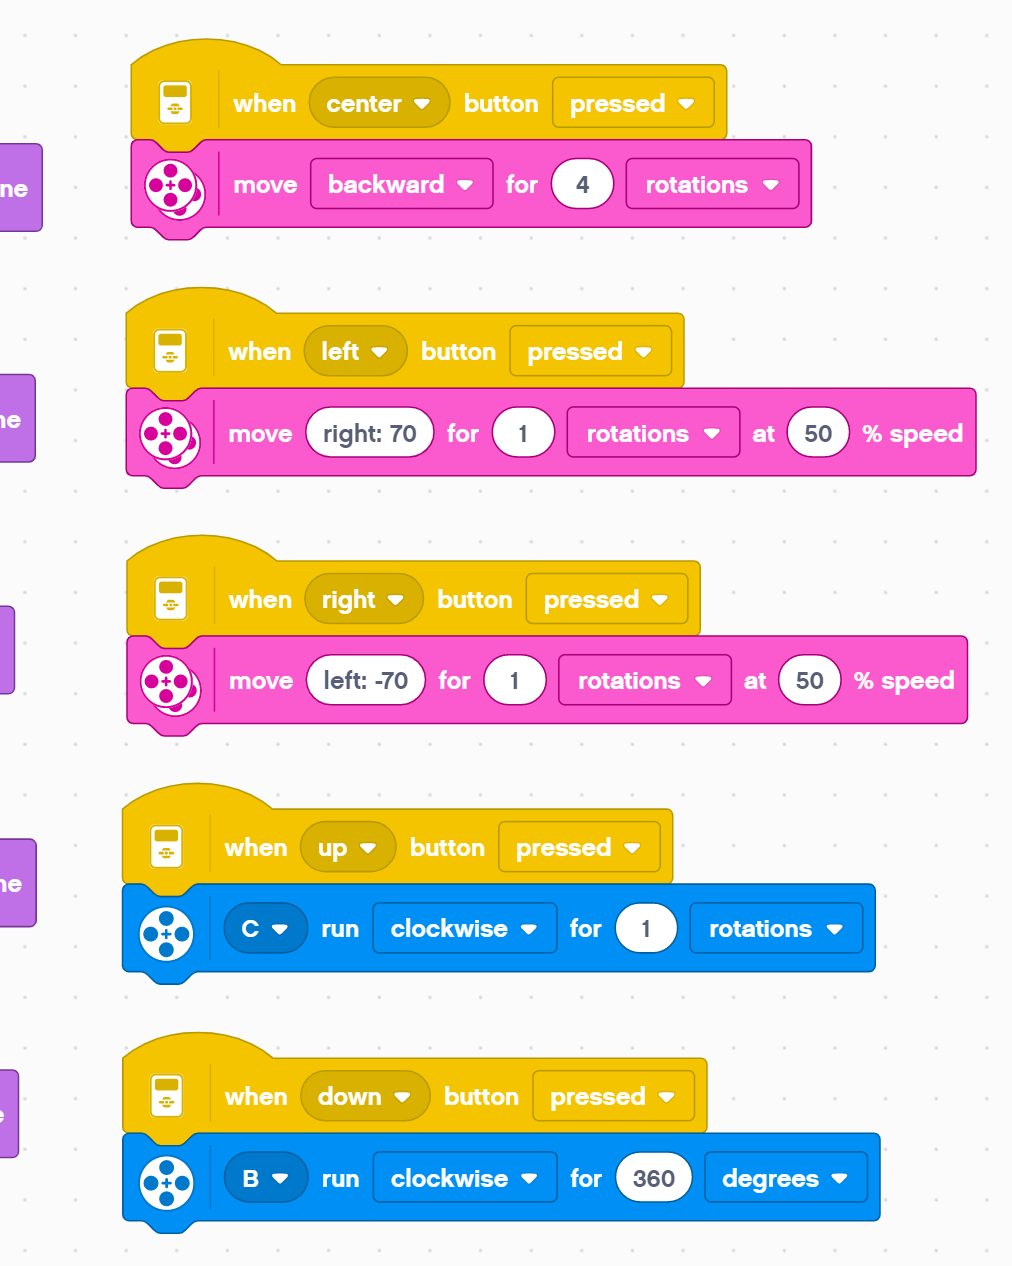 when center button pressed
ne
move backward for 4 rotations
when left button pressed
ne
move right: 70 for 1 rotations at 50 % speed
when right button pressed
move left: -70 for 1 rotations at 50 % speed
when up button pressed
ne
C run clockwise for 1 rotations
when down button pressed
e
B run clockwise for 360 degrees